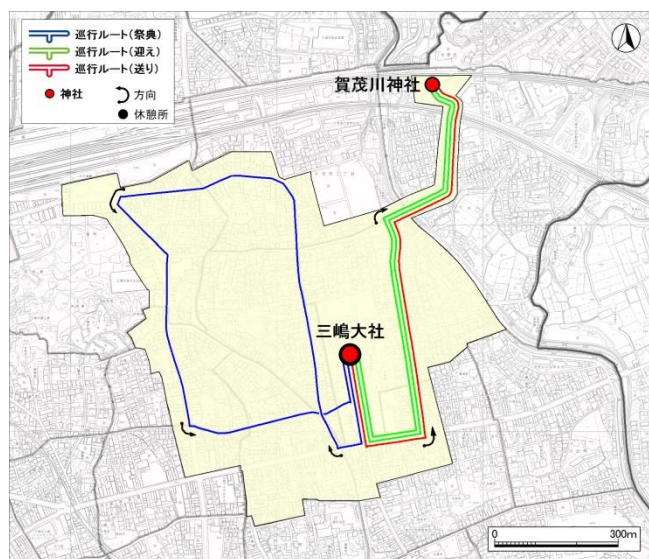 巡行ルート(祭典)
巡行ルート(迎え)
巡行ルート(送り)
神社
方向
休憩所
賀茂川神社
三嶋大社
0
300m